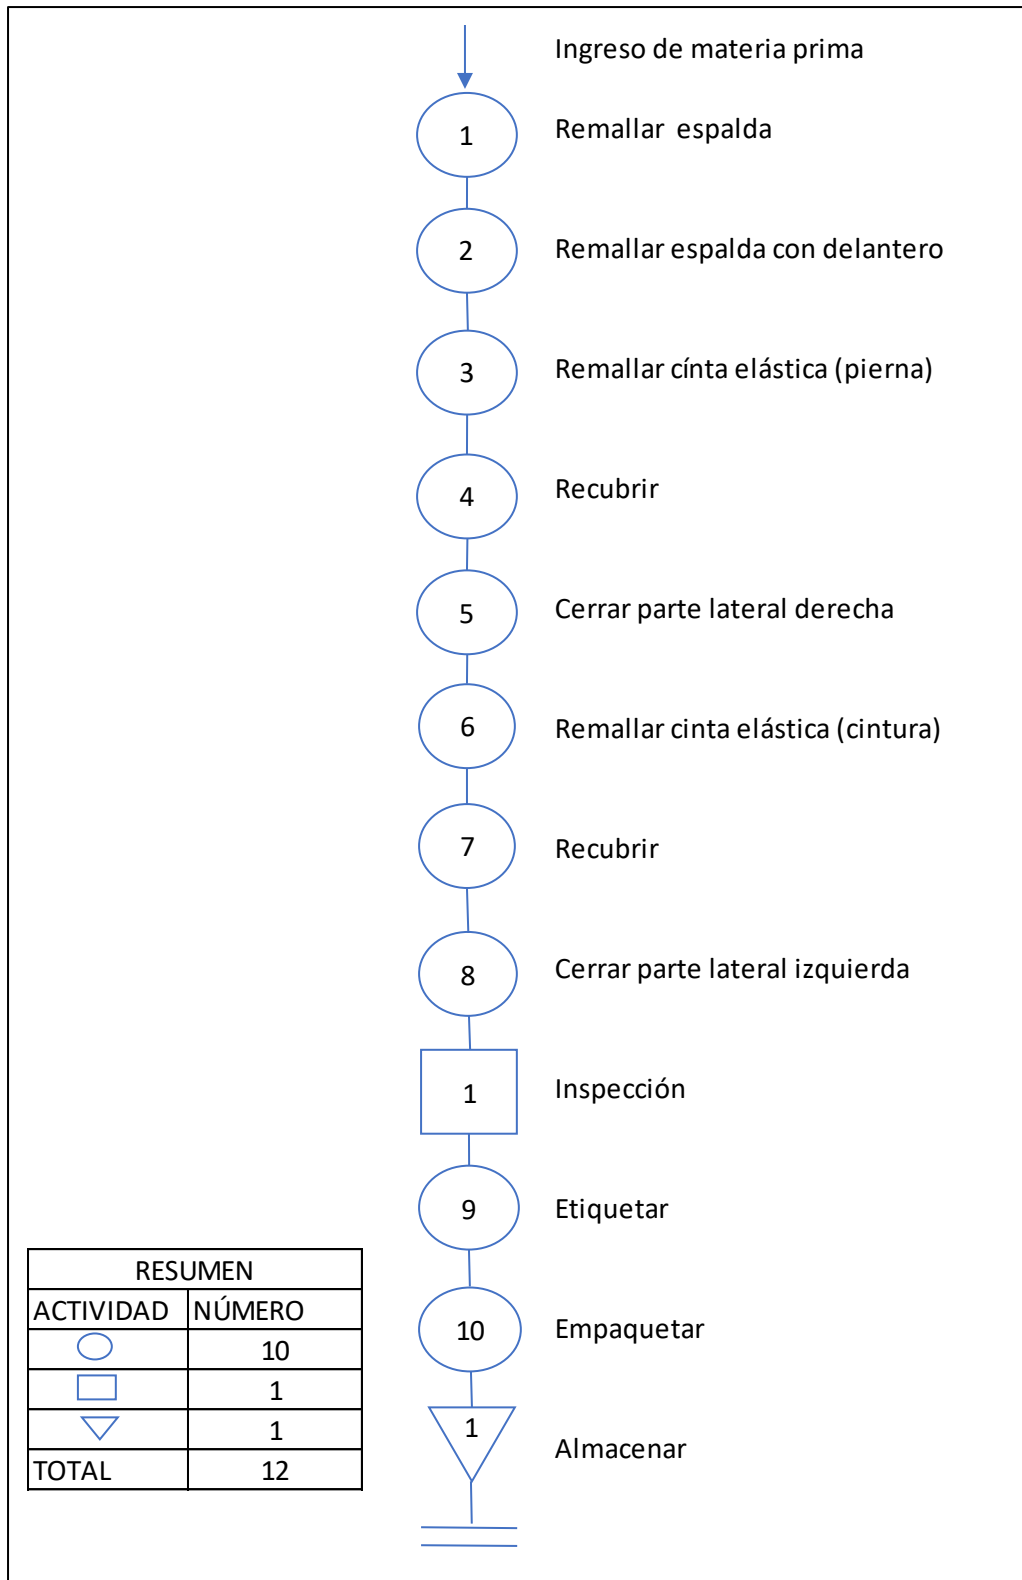 Ingreso de materia prima
1 Remallar espalda
2 Remallar espalda con delantero
3 Remallar cínta elástica (pierna)
4 Recubrir
5 Cerrar parte lateral derecha
6 Remallar cinta elástica (cintura)
7 Recubrir
8 Cerrar parte lateral izquierda
1 Inspección
9 Etiquetar
10 Empaquetar
1 Almacenar
RESUMEN
ACTIVIDAD NÚMERO
10
1
1
TOTAL 12